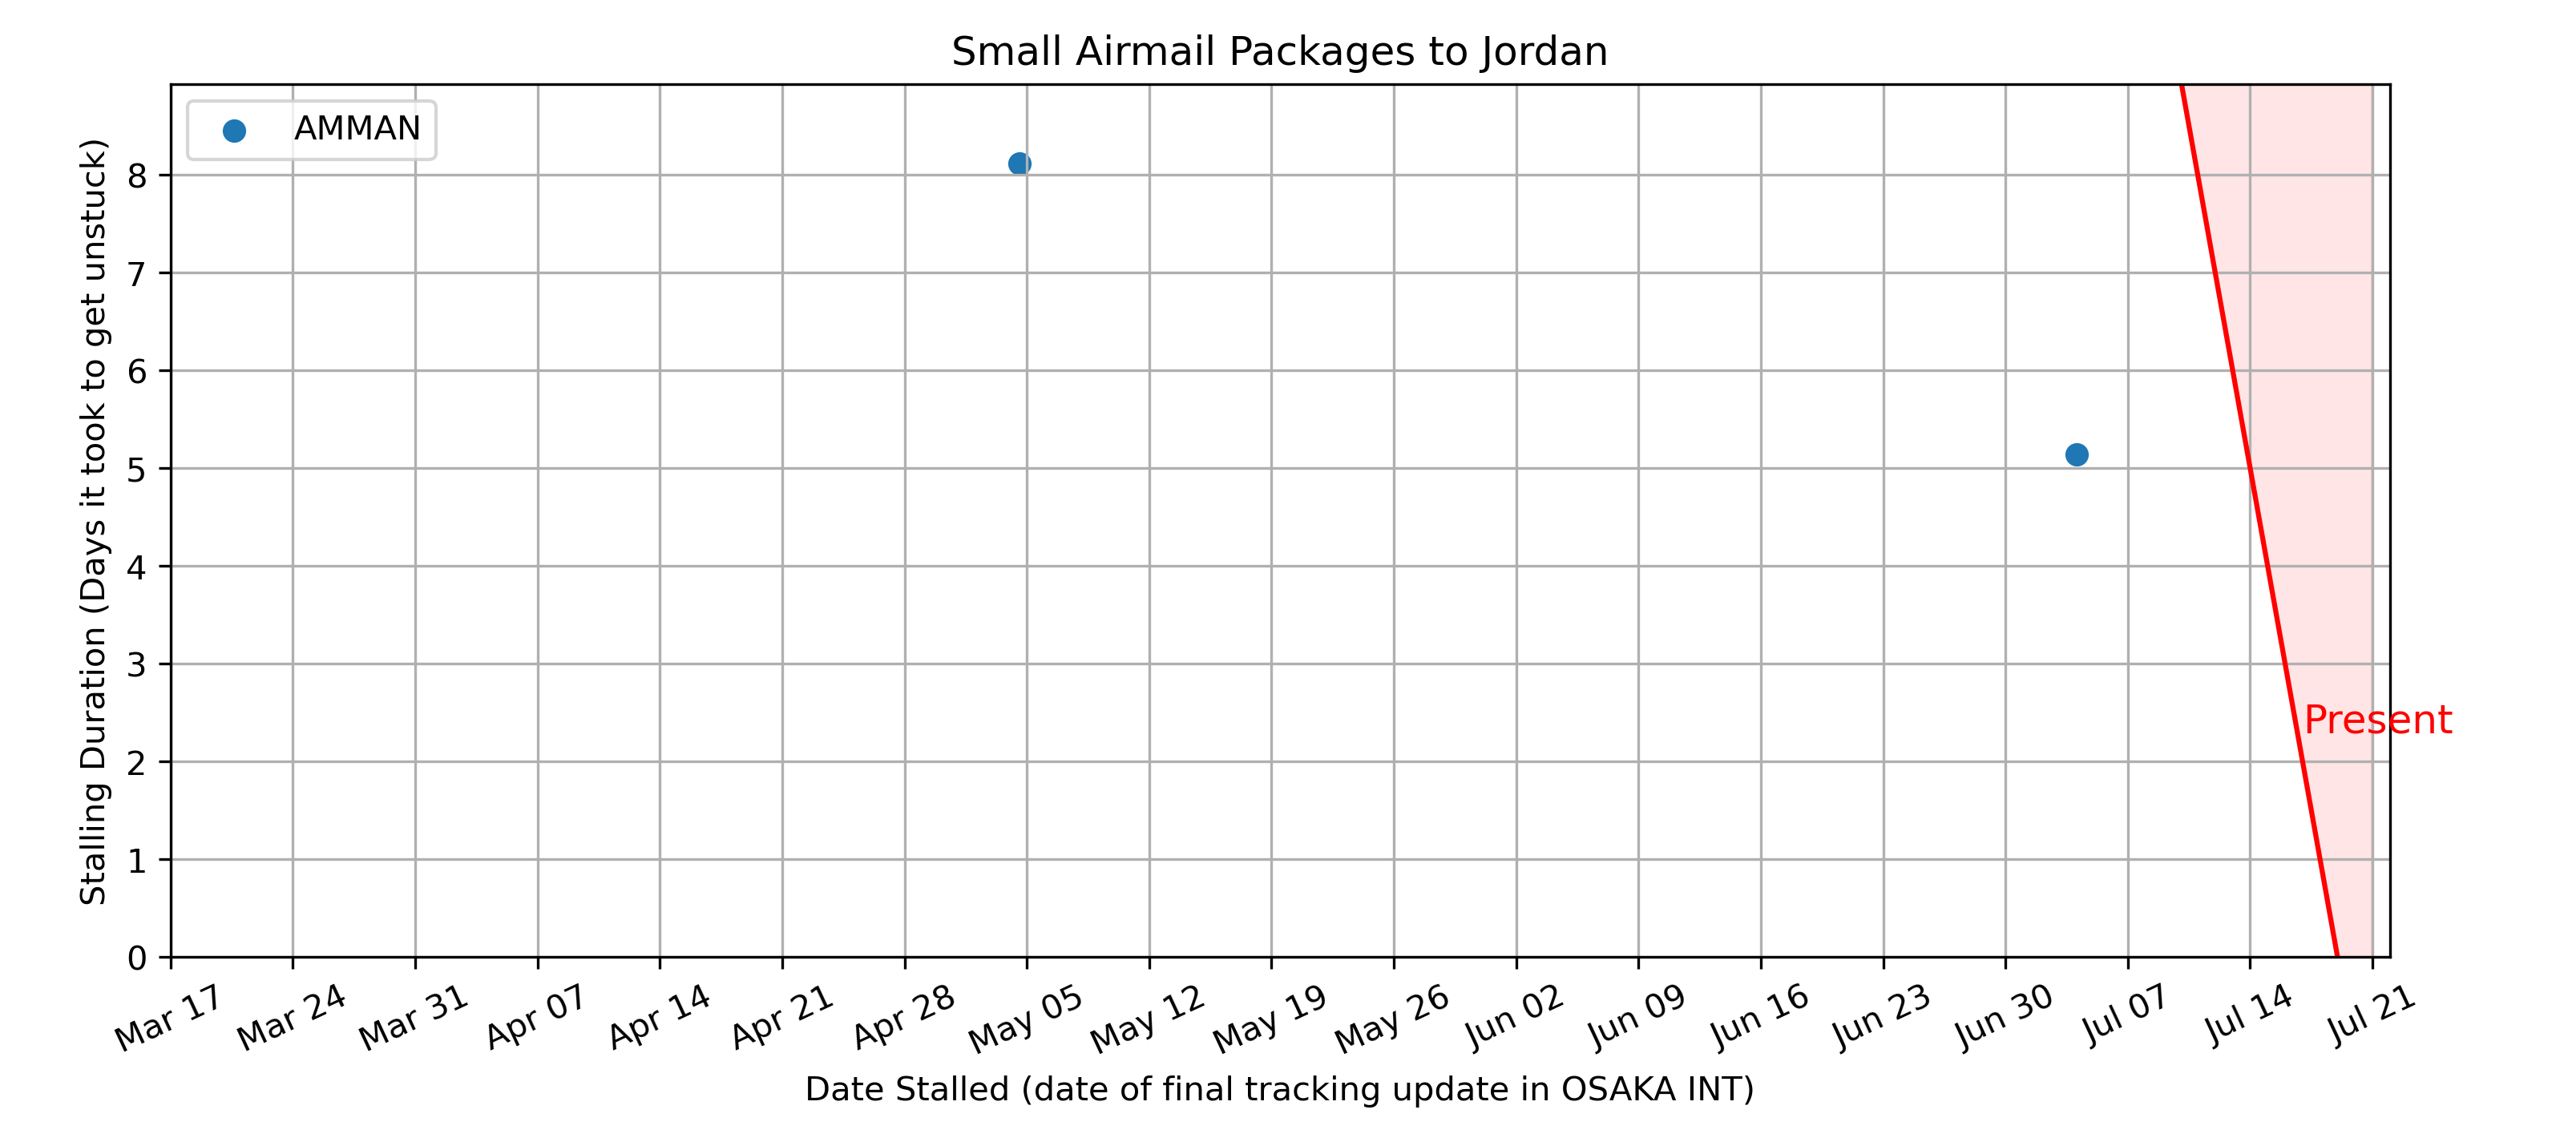 Small Airmail Packages to Jordan
AMMAN
Stalling Duration (Days it took to get unstuck)
8
7
6
5
4
3
2
1
0
Present
Mar 17
Mar 24
Mar 31
Apr 07
Apr 14
Apr 21
Apr 28
May 05
May 12
May 19
May 26
Jun 02
Jun 09
Jun 16
Jun 23
Jun 30
Jul 07
Jul 14
Jul 21
Date Stalled (date of final tracking update in OSAKA INT)